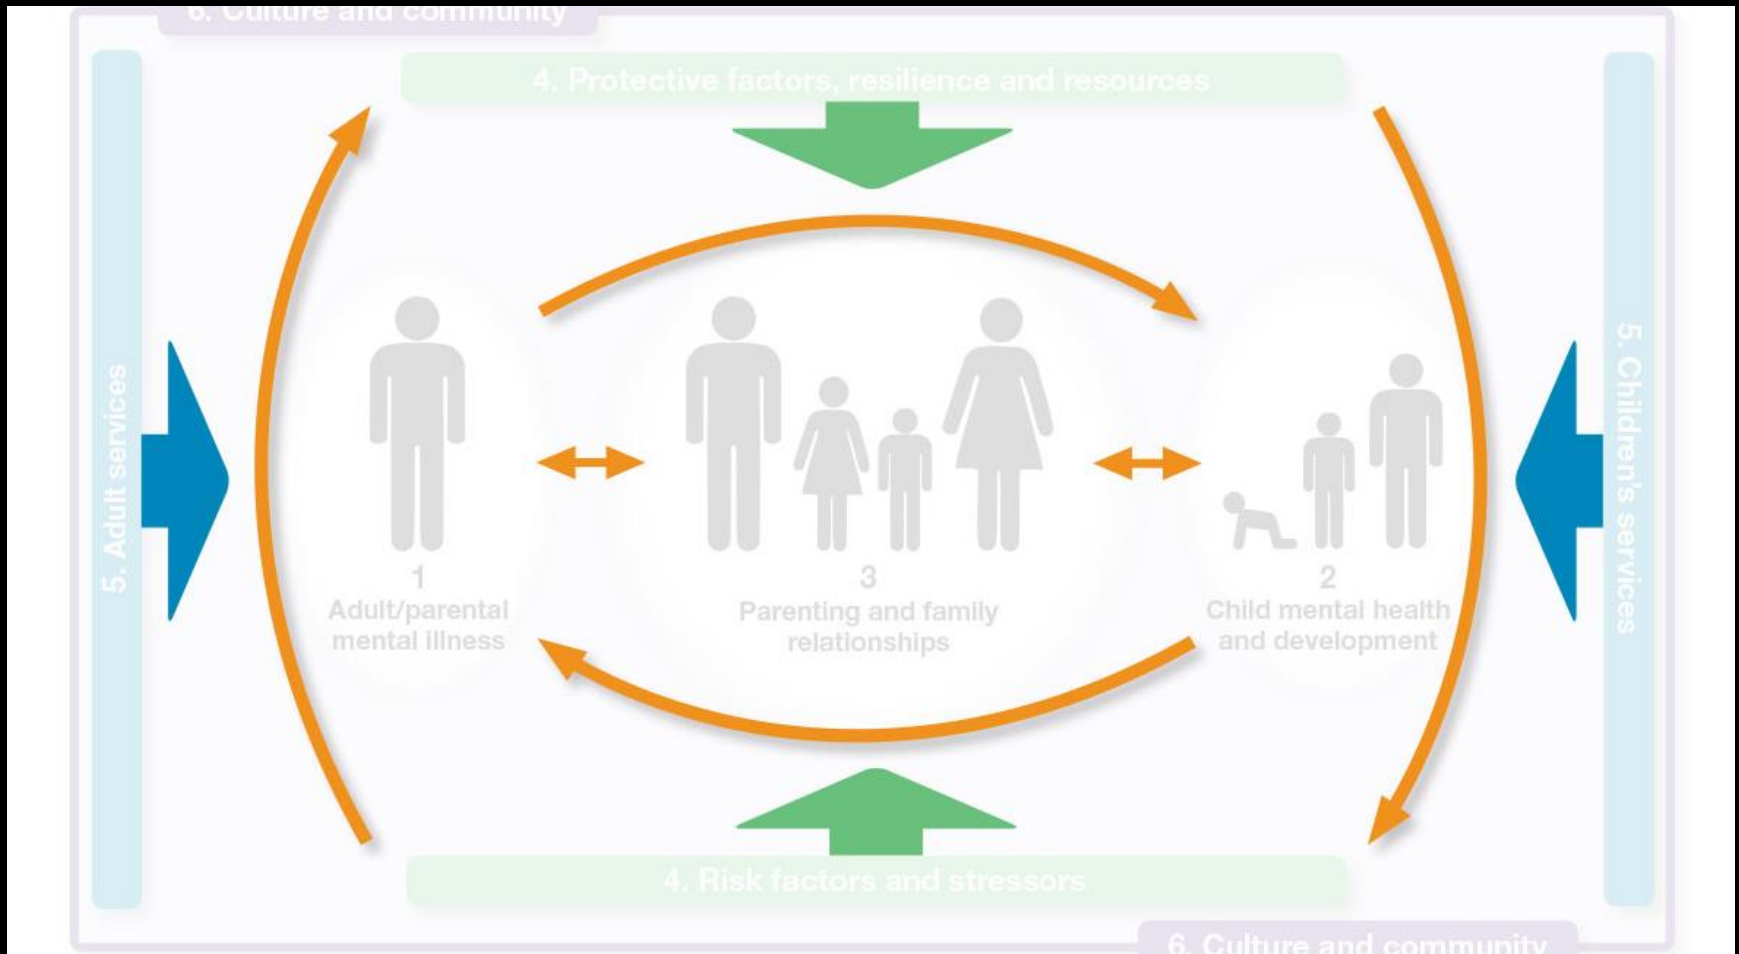 6. Culture and community
4. Protective factors, resilience and resources
5. Adult services
5. Children's services
1
Adult/parental
mental illness
3
Parenting and family
relationships
2
Child mental health
and development
4. Risk factors and stressors
6. Culture and community